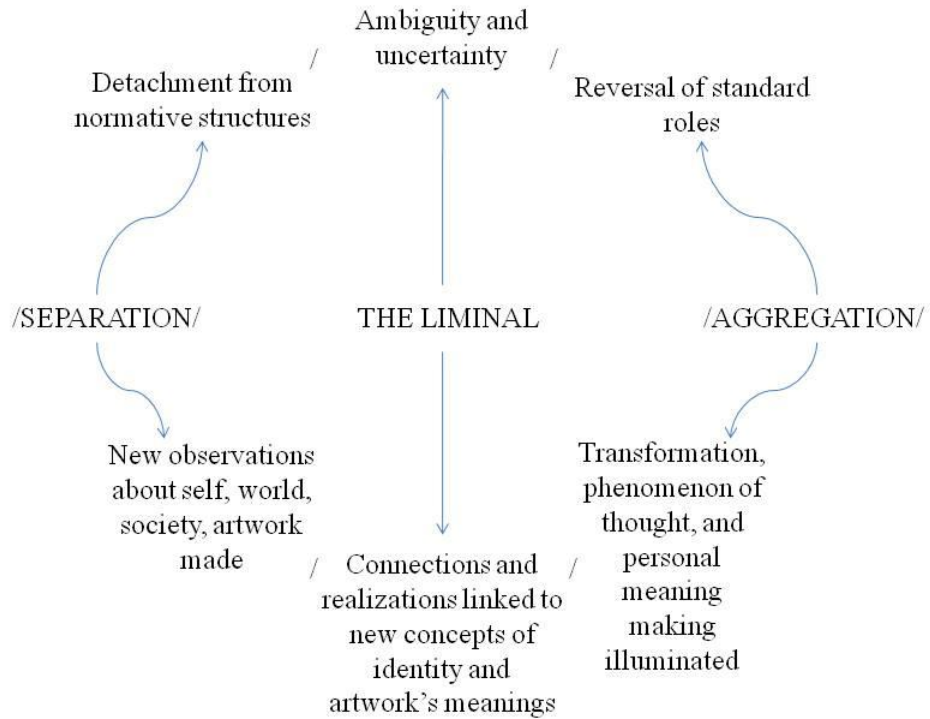 Ambiguity and
uncertainty
/
/
Detachment from
normative structures
Reversal of standard
roles
/SEPARATION/
THE LIMINAL
/AGGREGATION/
New observations
about self, world,
society, artwork
made
/
Connections and
realizations linked to
new concepts of
identity and
artwork’s meanings
/
Transformation,
phenomenon of
thought, and
personal
meaning
making
illuminated